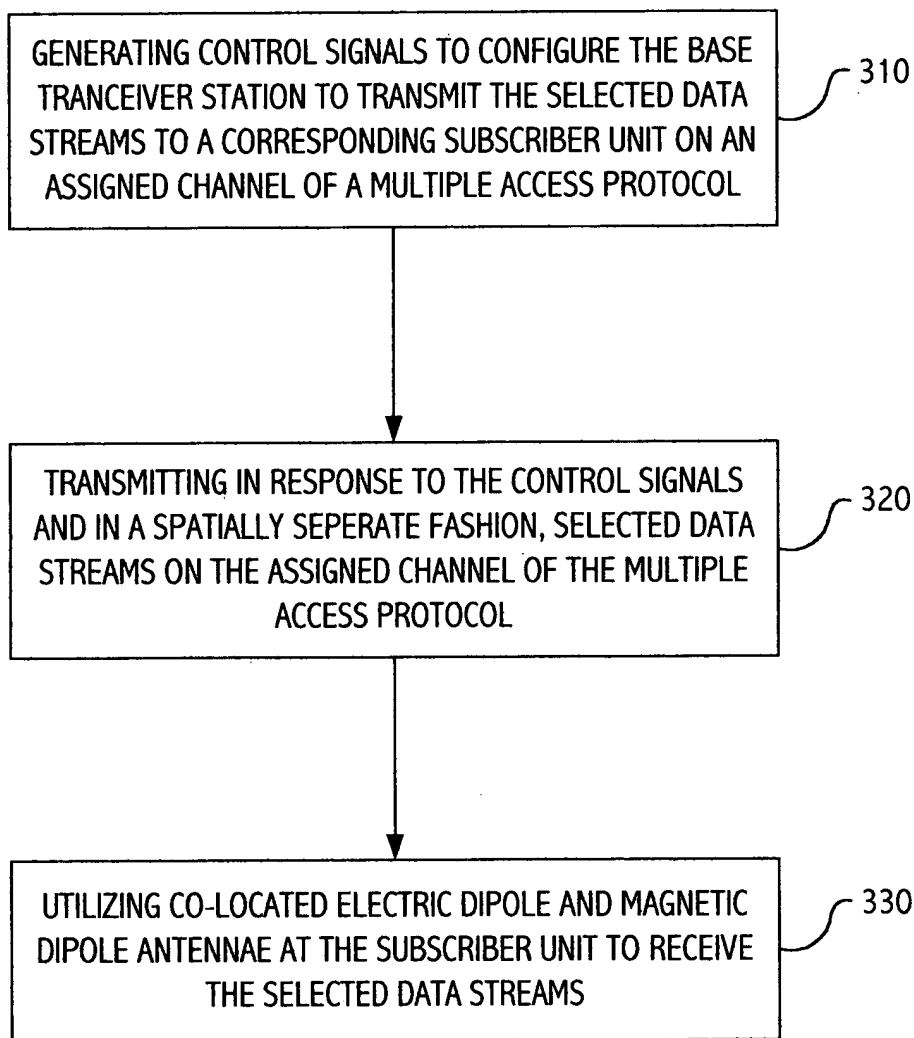 GENERATING CONTROL SIGNALS TO CONFIGURE THE BASE
TRANCEIVER STATION TO TRANSMIT THE SELECTED DATA
STREAMS TO A CORRESPONDING SUBSCRIBER UNIT ON AN
ASSIGNED CHANNEL OF A MULTIPLE ACCESS PROTOCOL
310
TRANSMITTING IN RESPONSE TO THE CONTROL SIGNALS
AND IN A SPATIALLY SEPERATE FASHION, SELECTED DATA
STREAMS ON THE ASSIGNED CHANNEL OF THE MULTIPLE
ACCESS PROTOCOL
320
UTILIZING CO-LOCATED ELECTRIC DIPOLE AND MAGNETIC
DIPOLE ANTENNAE AT THE SUBSCRIBER UNIT TO RECEIVE
THE SELECTED DATA STREAMS
330